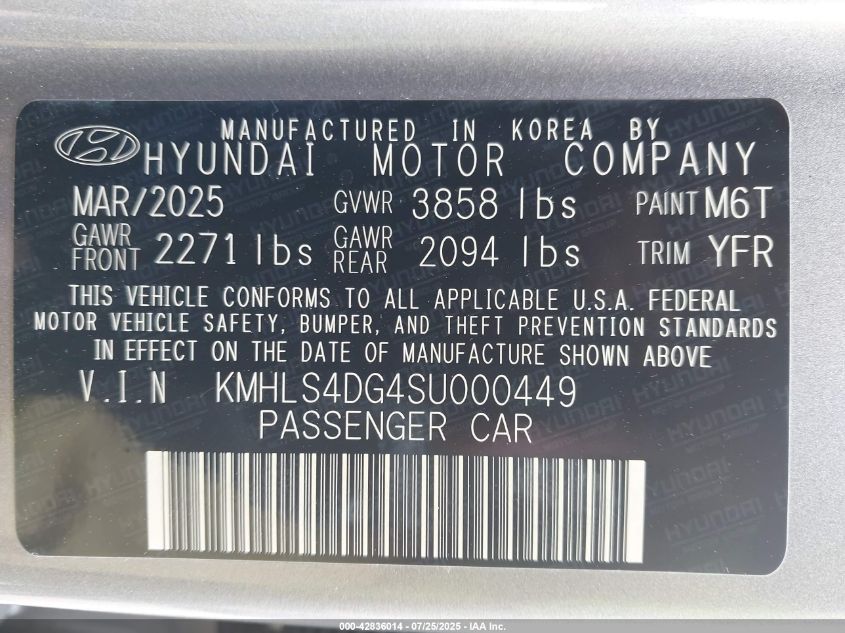 MANUFACTURED IN KOREA BY
HYUNDAI MOTOR COMPANY
MAR/2025 GVWR 3858 lbs PAINT M6T
GAWR FRONT 2271 lbs GAWR REAR 2094 lbs TRIM YFR
THIS VEHICLE CONFORMS TO ALL APPLICABLE U.S.A. FEDERAL
MOTOR VEHICLE SAFETY, BUMPER, AND THEFT PREVENTION STANDARDS
IN EFFECT ON THE DATE OF MANUFACTURE SHOWN ABOVE
V.I.N KMHLS4DG4SU000449
PASSENGER CAR
000-42836014 - 07/25/2025 - IAA Inc.